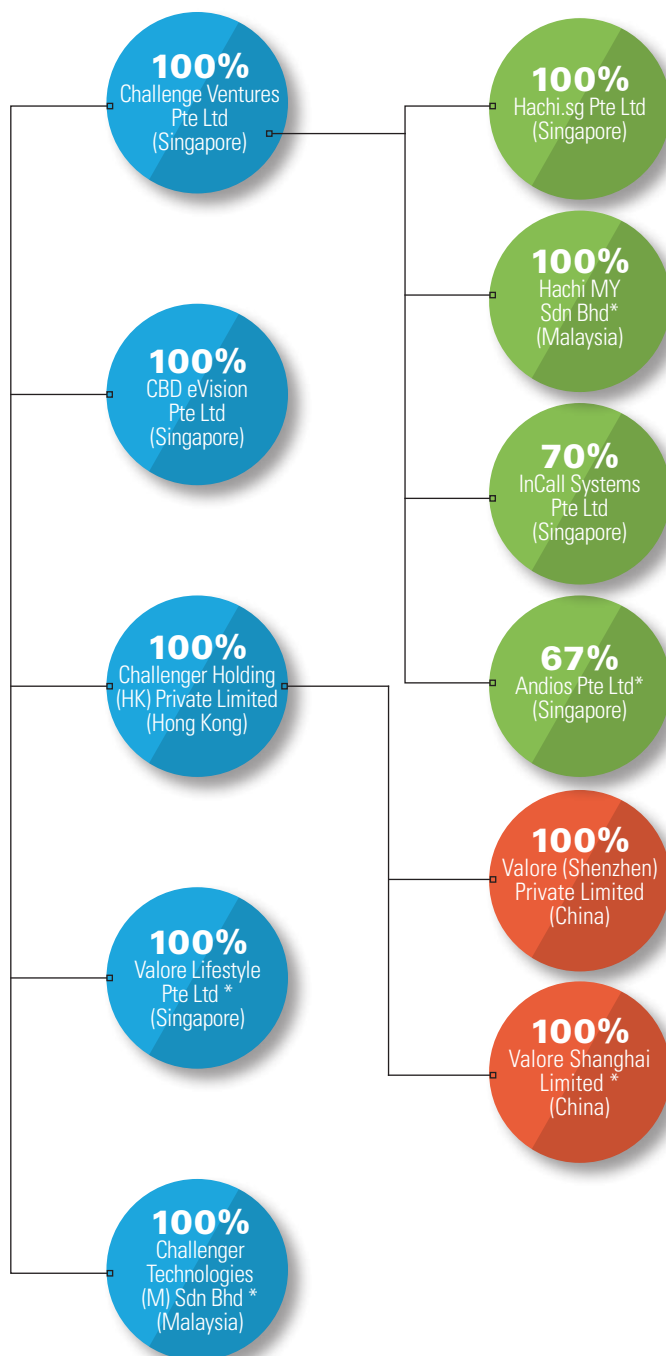 100%
Challenge Ventures
Pte Ltd
(Singapore)
100%
CBD eVision
Pte Ltd
(Singapore)
100%
Challenger Holding
(HK) Private Limited
(Hong Kong)
100%
Valore Lifestyle
Pte Ltd *
(Singapore)
100%
Challenger
Technologies
(M) Sdn Bhd *
(Malaysia)
100%
Hachi.sg Pte Ltd
(Singapore)
100%
Hachi MY
Sdn Bhd*
(Malaysia)
70%
InCall Systems
Pte Ltd
(Singapore)
67%
Andios Pte Ltd*
(Singapore)
100%
Valore (Shenzhen)
Private Limited
(China)
100%
Valore Shanghai
Limited *
(China)